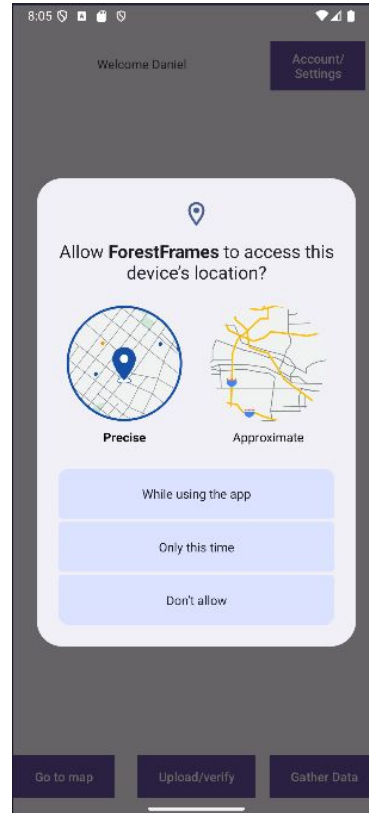 8:05
Welcome Daniel
Account/
Settings
Allow ForestFrames to access this
device's location?
Precise
Approximate
While using the app
Only this time
Don't allow
Go to map
Upload/verify
Gather Data